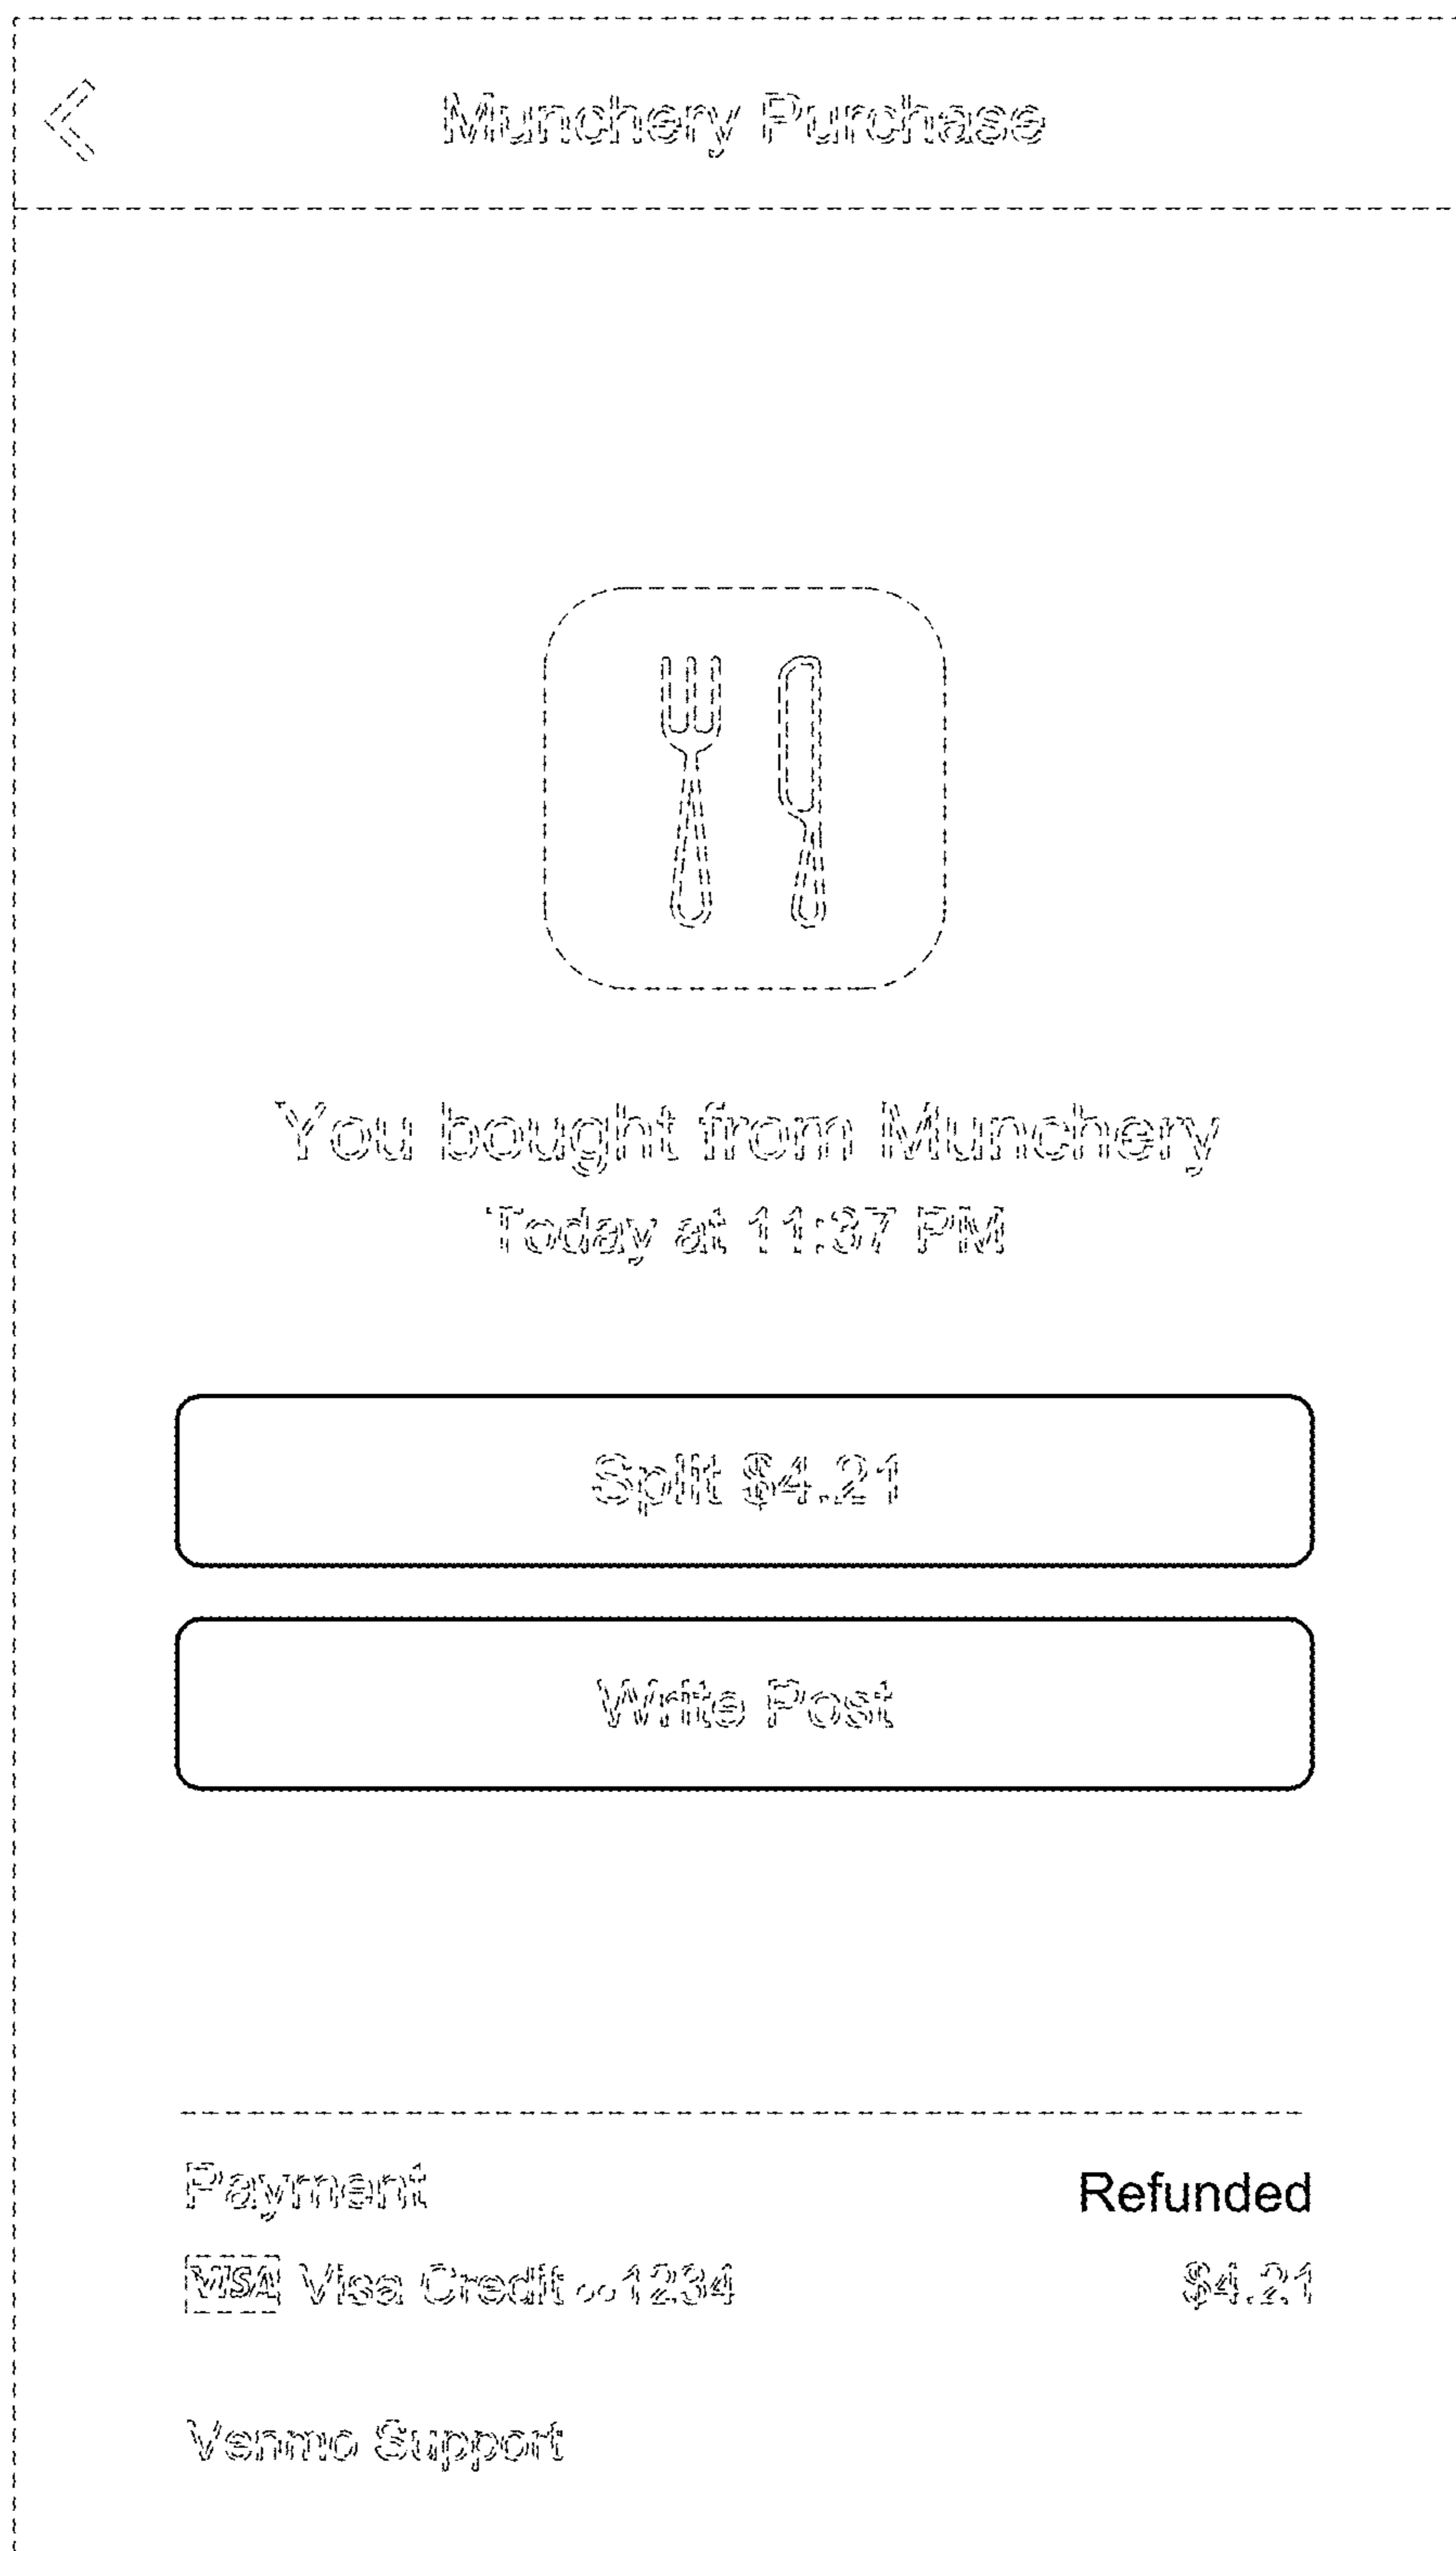 Munchery Purchase
You bought from Munchery
Today at 11:37 PM
Split $4.21
Write Post
Payment Refunded
VISA Visa Credit ••1234 $4.21
Venmo Support